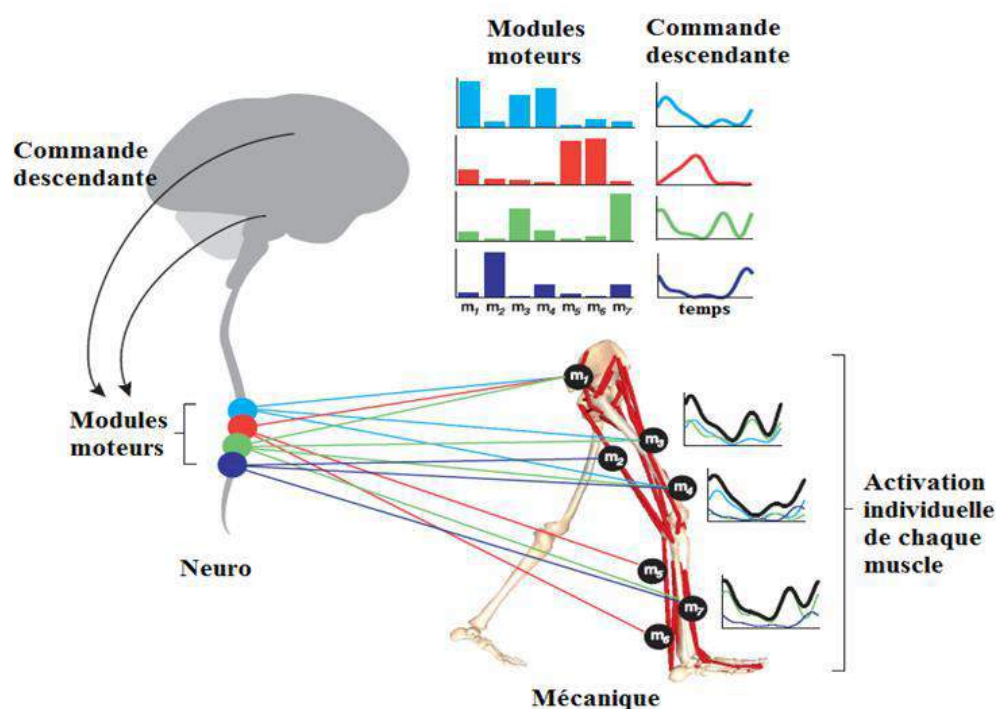 Modules
moteurs
Commande
descendante
m1 m2 m3 m4 m5 m6 m7
temps
Commande
descendante
Modules
moteurs
Neuro
m1
m3
m2
m4
m5
m7
m6
Mécanique
Activation
individuelle
de chaque
muscle